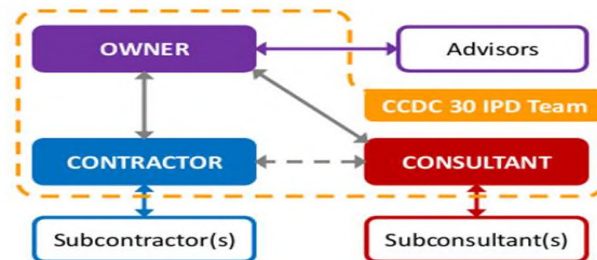 OWNER
Advisors
CCDC 30 IPD Team
CONTRACTOR
CONSULTANT
Subcontractor(s)
Subconsultant(s)